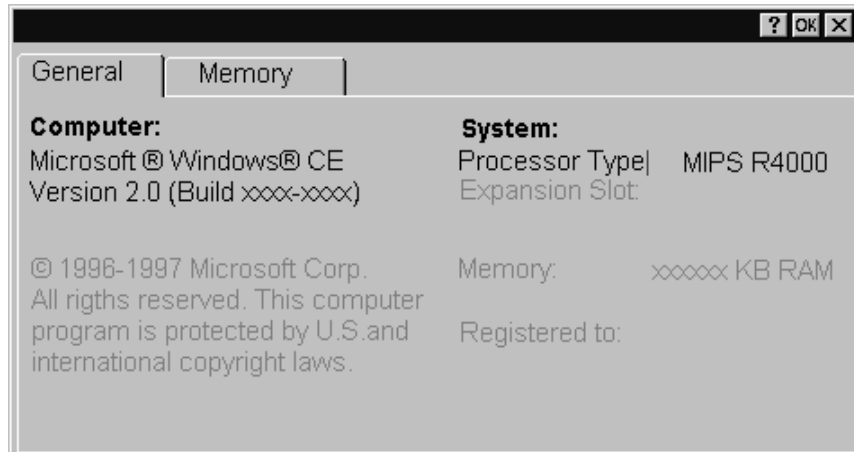 ? OK X
General Memory
Computer:
Microsoft ® Windows® CE
Version 2.0 (Build xxxx-xxxx)
© 1996-1997 Microsoft Corp.
All rigths reserved. This computer
program is protected by U.S.and
international copyright laws.
System:
Processor Type| MIPS R4000
Expansion Slot:
Memory: xxxxxx KB RAM
Registered to: